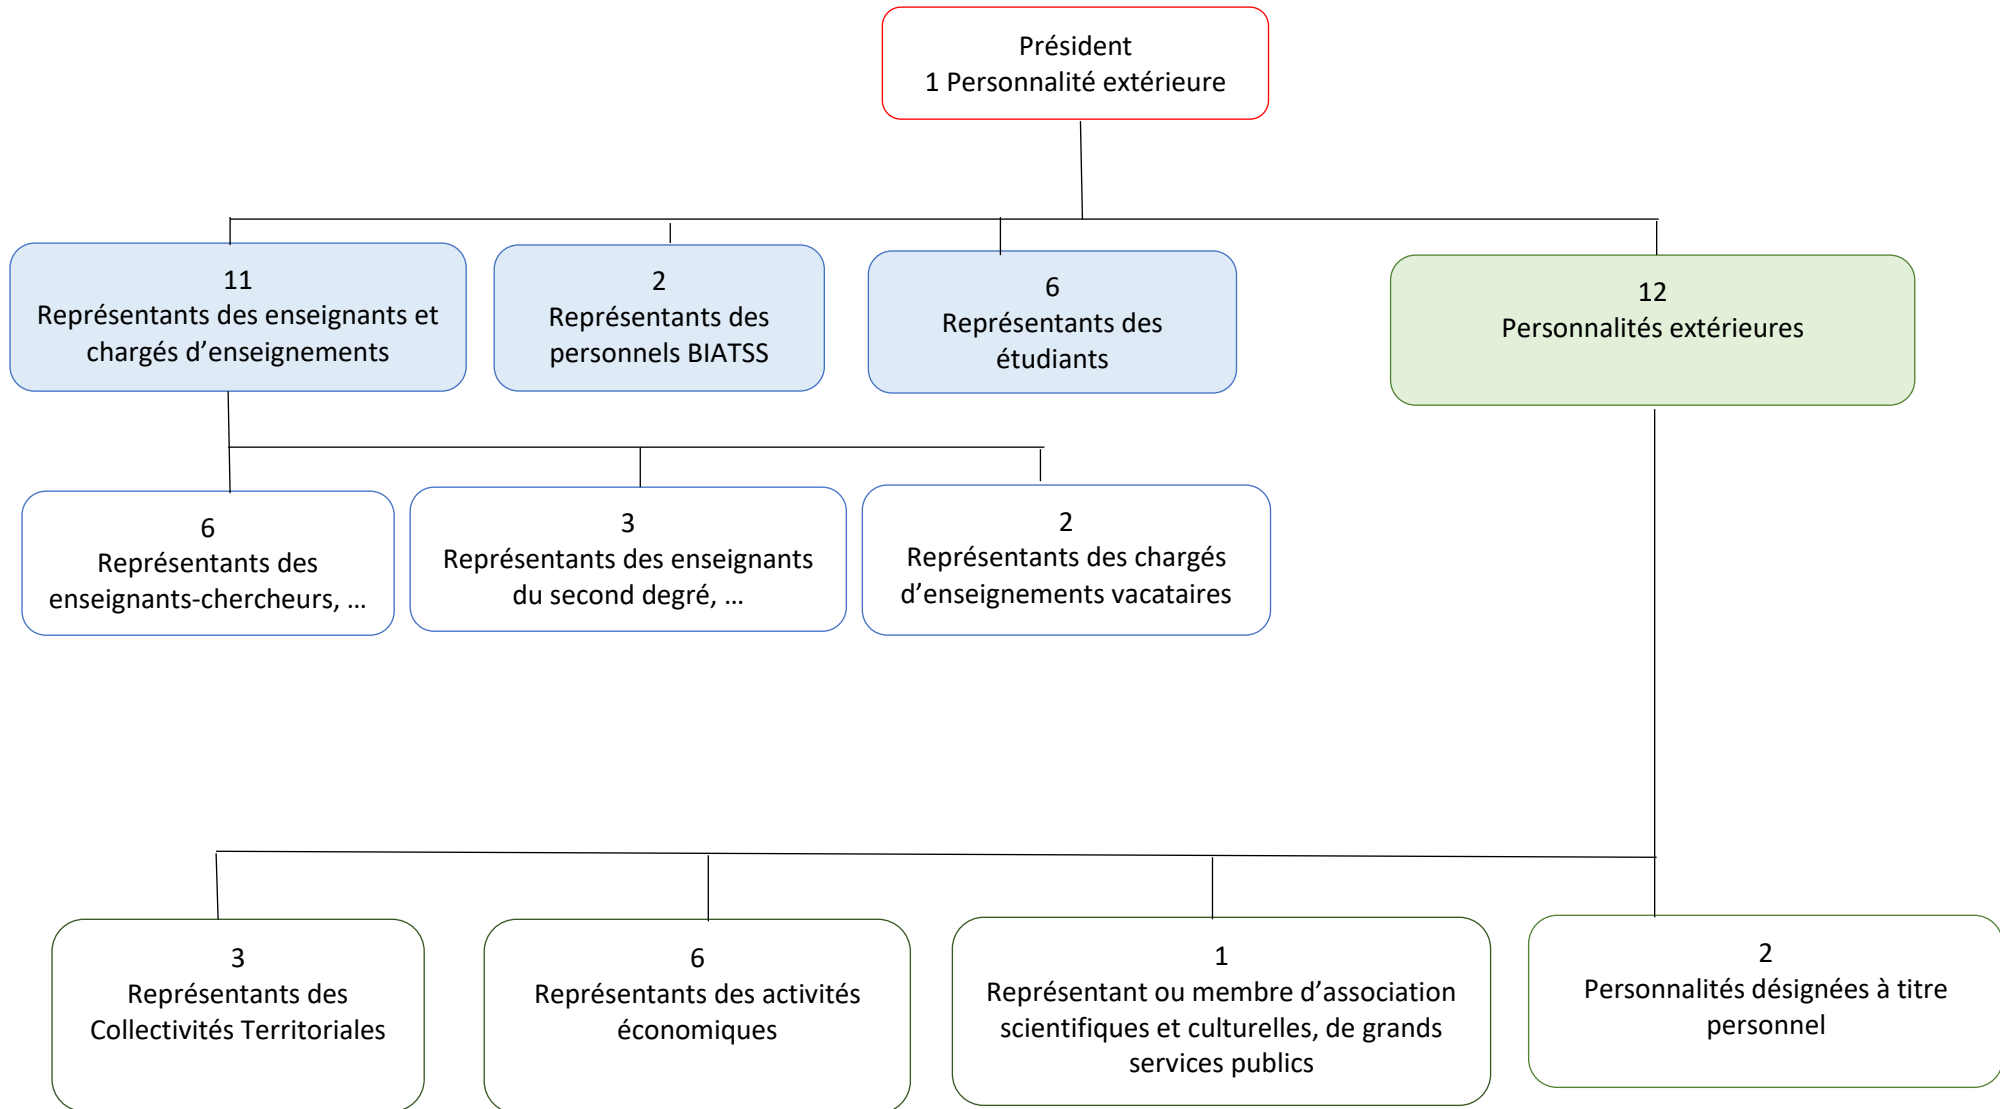 Président
1 Personnalité extérieure
11
Représentants des enseignants et
chargés d’enseignements
2
Représentants des
personnels BIATSS
6
Représentants des
étudiants
12
Personnalités extérieures
6
Représentants des
enseignants-chercheurs, …
3
Représentants des enseignants
du second degré, …
2
Représentants des chargés
d’enseignements vacataires
3
Représentants des
Collectivités Territoriales
6
Représentants des activités
économiques
1
Représentant ou membre d’association
scientifiques et culturelles, de grands
services publics
2
Personnalités désignées à titre
personnel